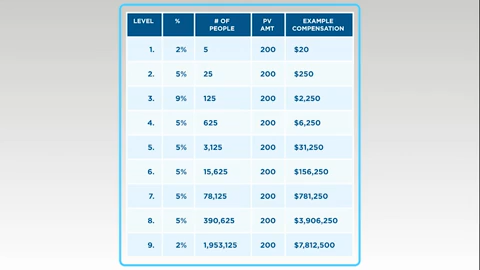 LEVEL % # OF PEOPLE PV AMT EXAMPLE COMPENSATION
1. 2% 5 200 $20
2. 5% 25 200 $250
3. 9% 125 200 $2,250
4. 5% 625 200 $6,250
5. 5% 3,125 200 $31,250
6. 5% 15,625 200 $156,250
7. 5% 78,125 200 $781,250
8. 5% 390,625 200 $3,906,250
9. 2% 1,953,125 200 $7,812,500